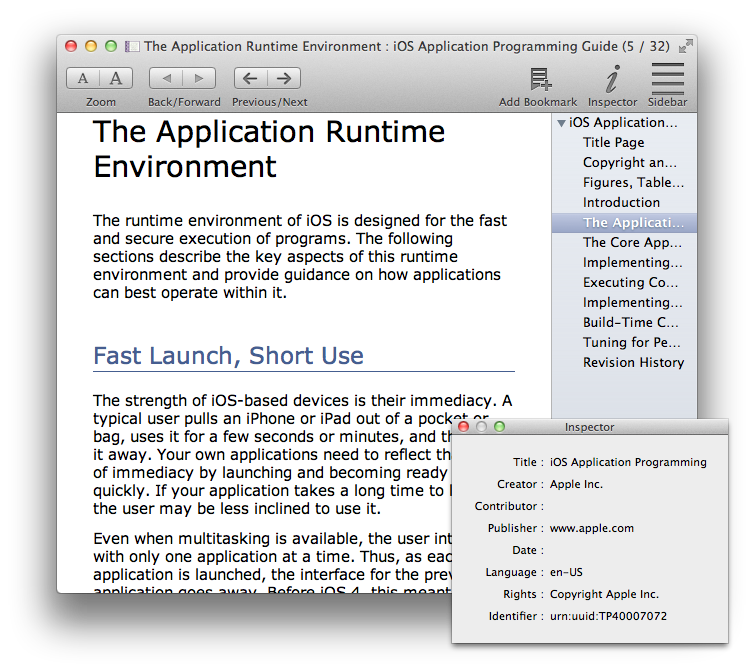 The Application Runtime Environment : iOS Application Programming Guide (5 / 32)
A A
Zoom
Back/Forward
Previous/Next
Add Bookmark
Inspector
Sidebar
The Application Runtime
Environment
The runtime environment of iOS is designed for the fast
and secure execution of programs. The following
sections describe the key aspects of this runtime
environment and provide guidance on how applications
can best operate within it.
Fast Launch, Short Use
The strength of iOS-based devices is their immediacy. A
typical user pulls an iPhone or iPad out of a pocket or
bag, uses it for a few seconds or minutes, and th
it away. Your own applications need to reflect th
of immediacy by launching and becoming ready
quickly. If your application takes a long time to
the user may be less inclined to use it.
Even when multitasking is available, the user int
with only one application at a time. Thus, as eac
application is launched, the interface for the prev
application goes away. Before iOS 4, this meant
iOS Application...
Title Page
Copyright an...
Figures, Table...
Introduction
The Applicati...
The Core App...
Implementing...
Executing Co...
Implementing...
Build-Time C...
Tuning for Pe...
Revision History
Inspector
Title : iOS Application Programming
Creator : Apple Inc.
Contributor :
Publisher : www.apple.com
Date :
Language : en-US
Rights : Copyright Apple Inc.
Identifier : urn:uuid:TP40007072